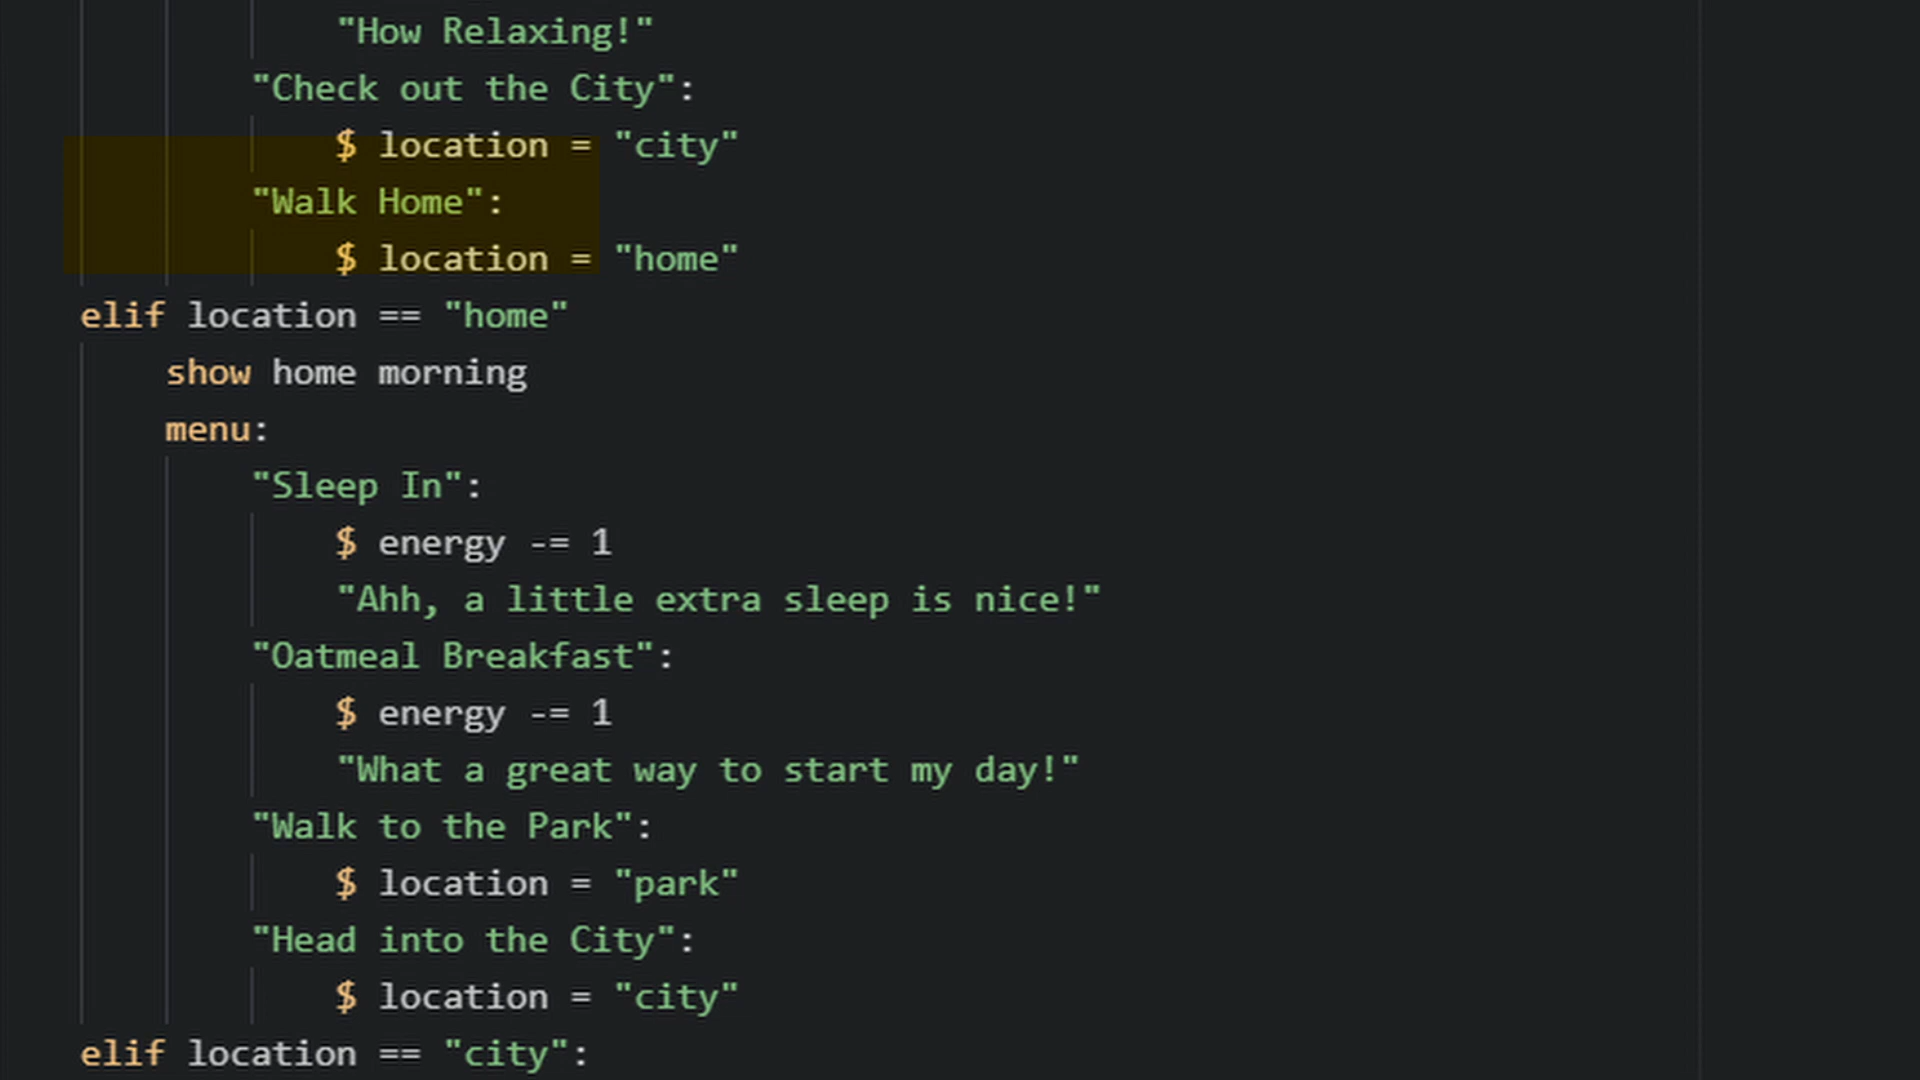 "How Relaxing!"
"Check out the City":
$ location = "city"
"Walk Home":
$ location = "home"
elif location == "home"
show home morning
menu:
"Sleep In":
$ energy -= 1
"Ahh, a little extra sleep is nice!"
"Oatmeal Breakfast":
$ energy -= 1
"What a great way to start my day!"
"Walk to the Park":
$ location = "park"
"Head into the City":
$ location = "city"
elif location == "city":